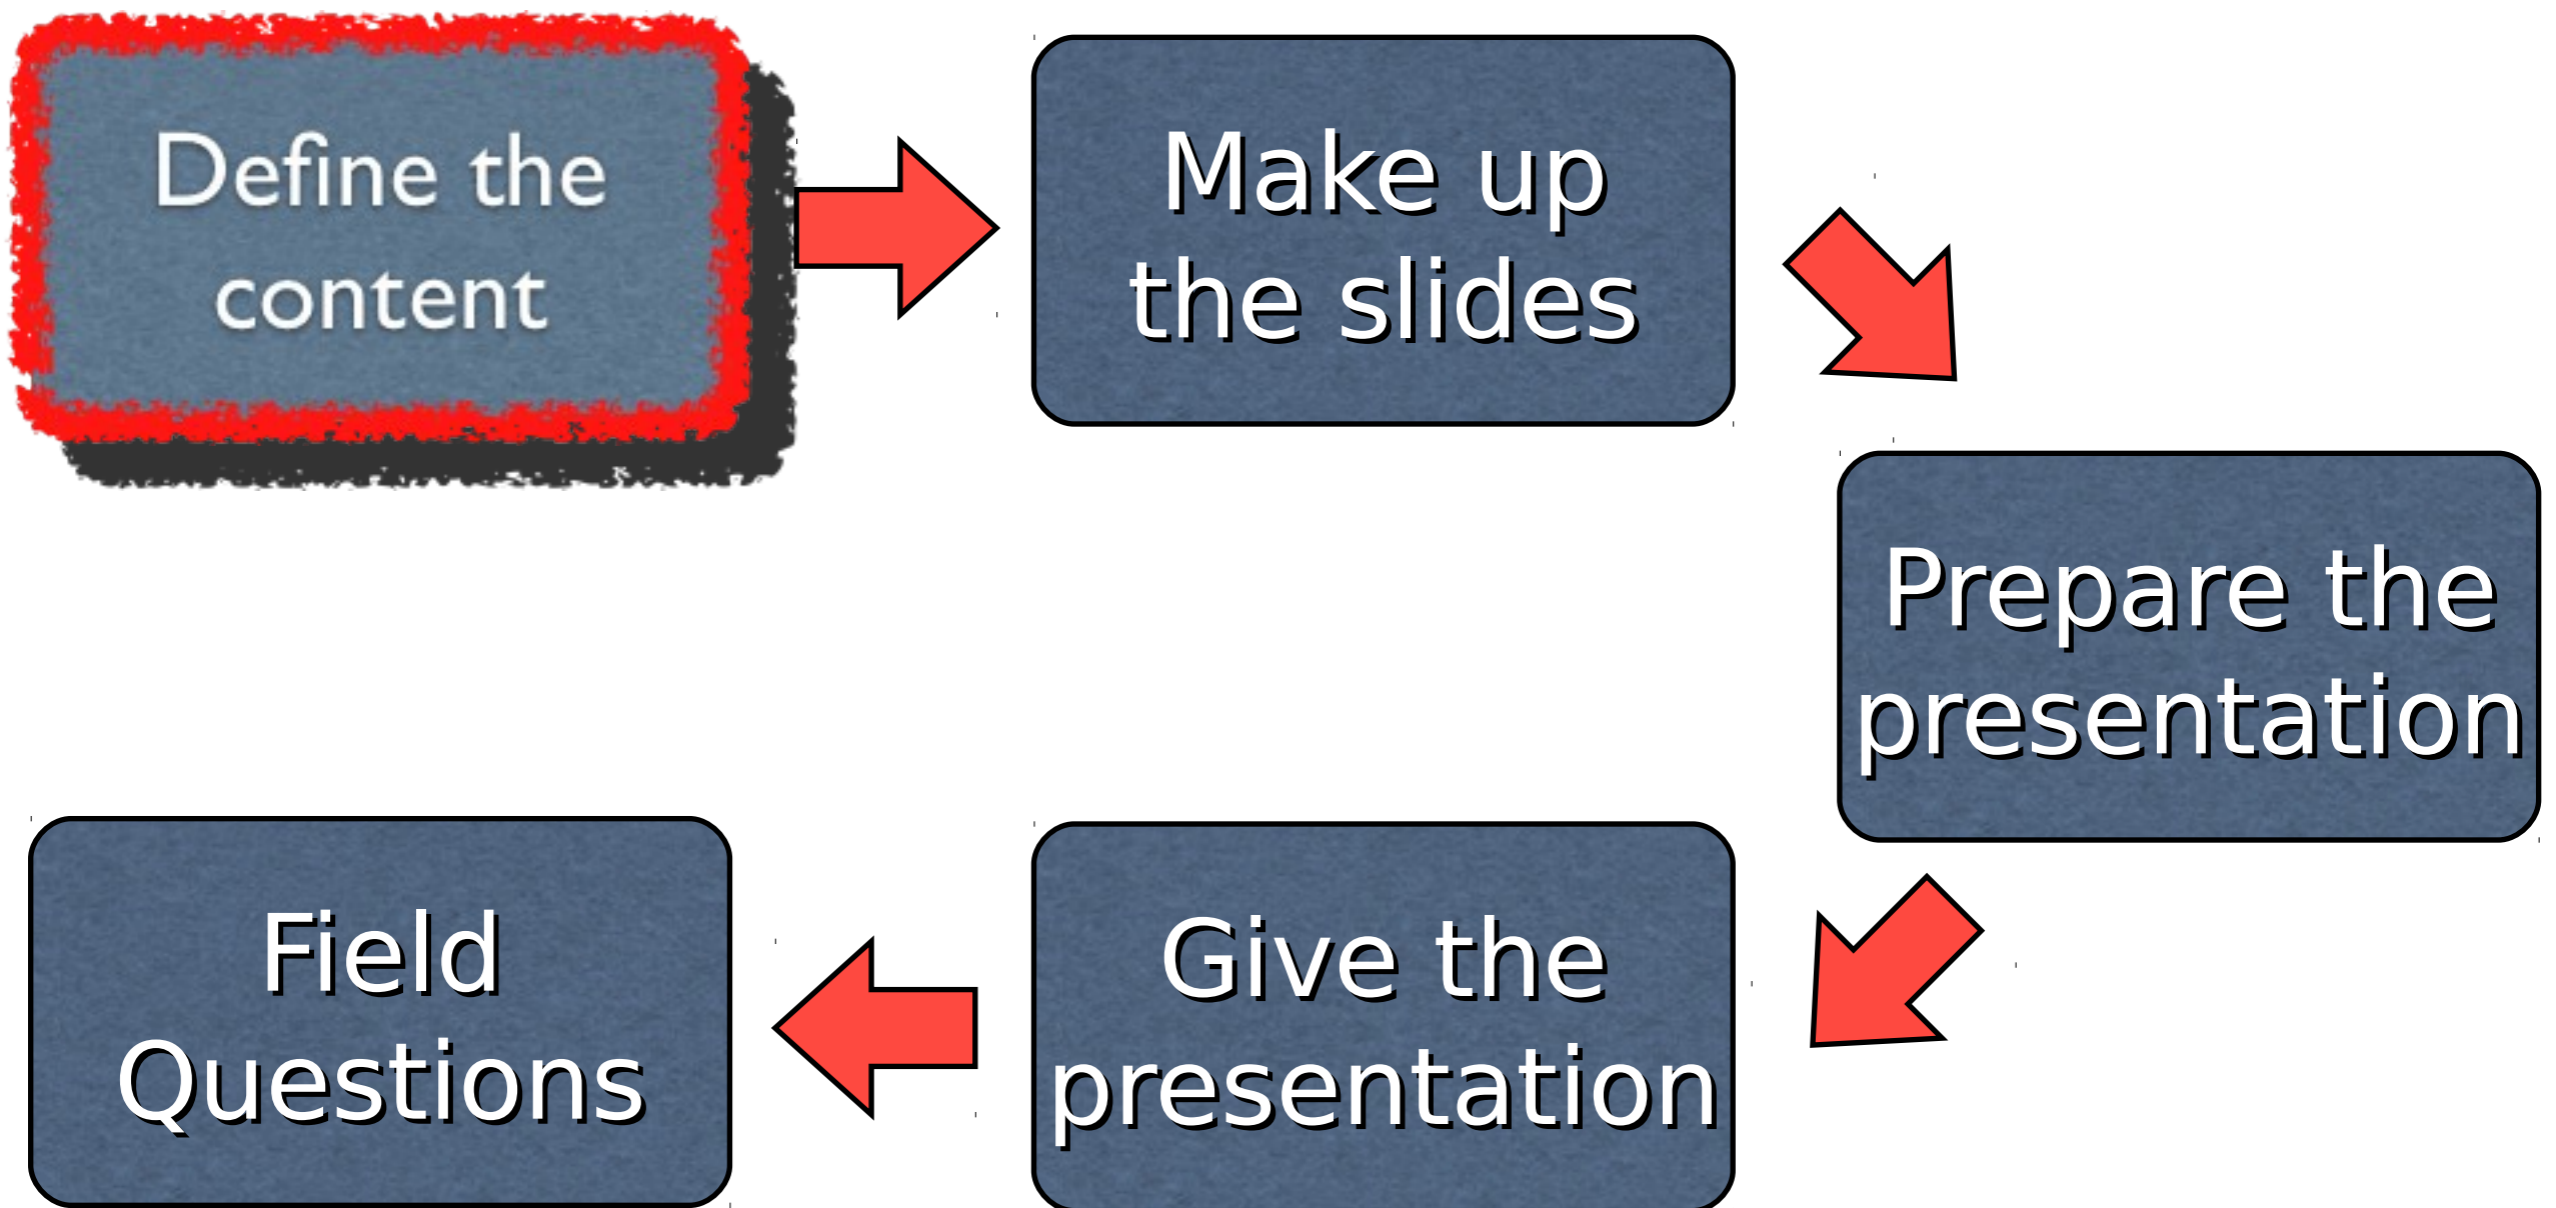 Define the
content
Make up
the slides
Prepare the
presentation
Give the
presentation
Field
Questions